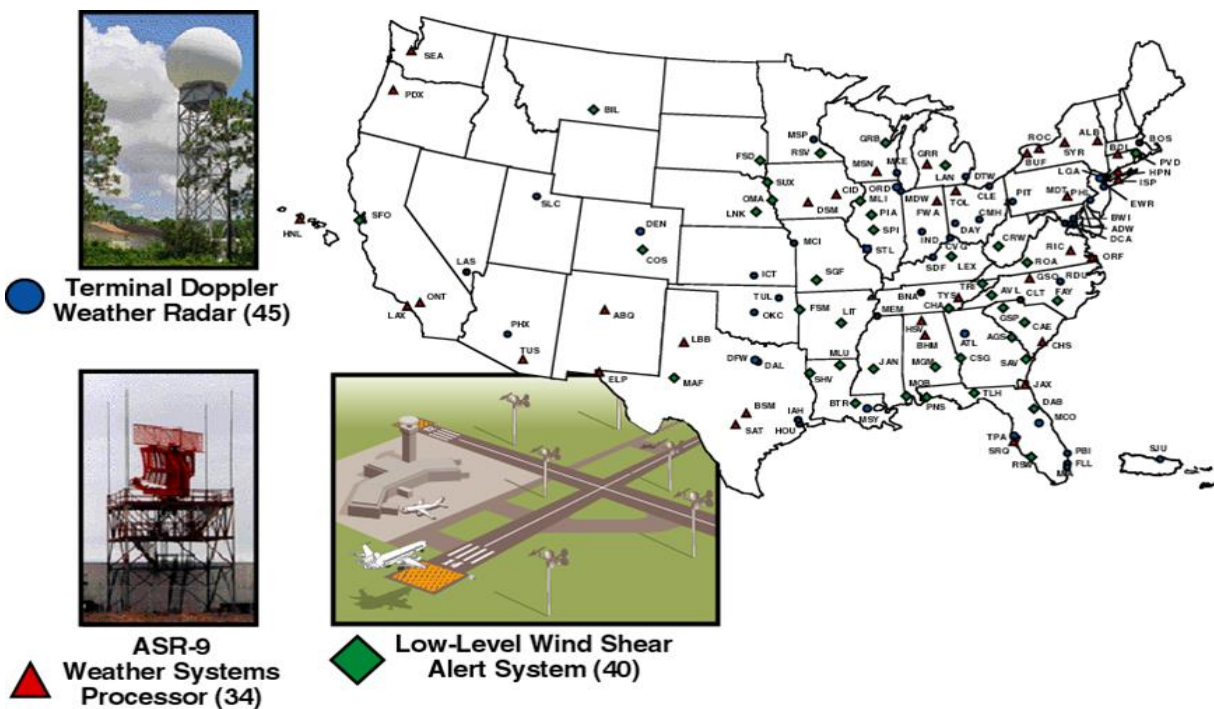 Terminal Doppler
Weather Radar (45)
ASR-9
Weather Systems
Processor (34)
Low-Level Wind Shear
Alert System (40)
SEA
PDX
BIL
SFO
HNL
LAX
ONT
LAS
SLC
PHX
TUS
ABQ
ELP
DEN
COS
LBB
MAF
BSM
SAT
DFW
DAL
IAH
HOU
ICT
TUL
OKC
FSD
SUX
OMA
LNK
MCI
MSP
RSV
DSM
CID
MLI
PIA
SPI
STL
SGF
FSM
LIT
MLU
SHV
BTR
MSY
JAN
MEM
GRB
MSN
MKE
GRR
LAN
DTW
ORD
MDW
FWA
TOL
CLE
IND
DAY
CMH
CVG
SDF
LEX
PIT
CRW
ROA
BNA
CHA
TYS
TRI
AVL
CLT
GSO
RDU
FAY
GSP
CAE
AGS
HSV
BHM
MGM
MOB
PNS
ATL
CSG
SAV
CHS
TLH
JAX
DAB
MCO
TPA
SRQ
RSW
PBI
FLL
SJU
ROC
BUF
SYR
ALB
BDL
BOS
PVD
HPN
ISP
LGA
EWR
MDT
PHL
BWI
ADW
DCA
RIC
ORF